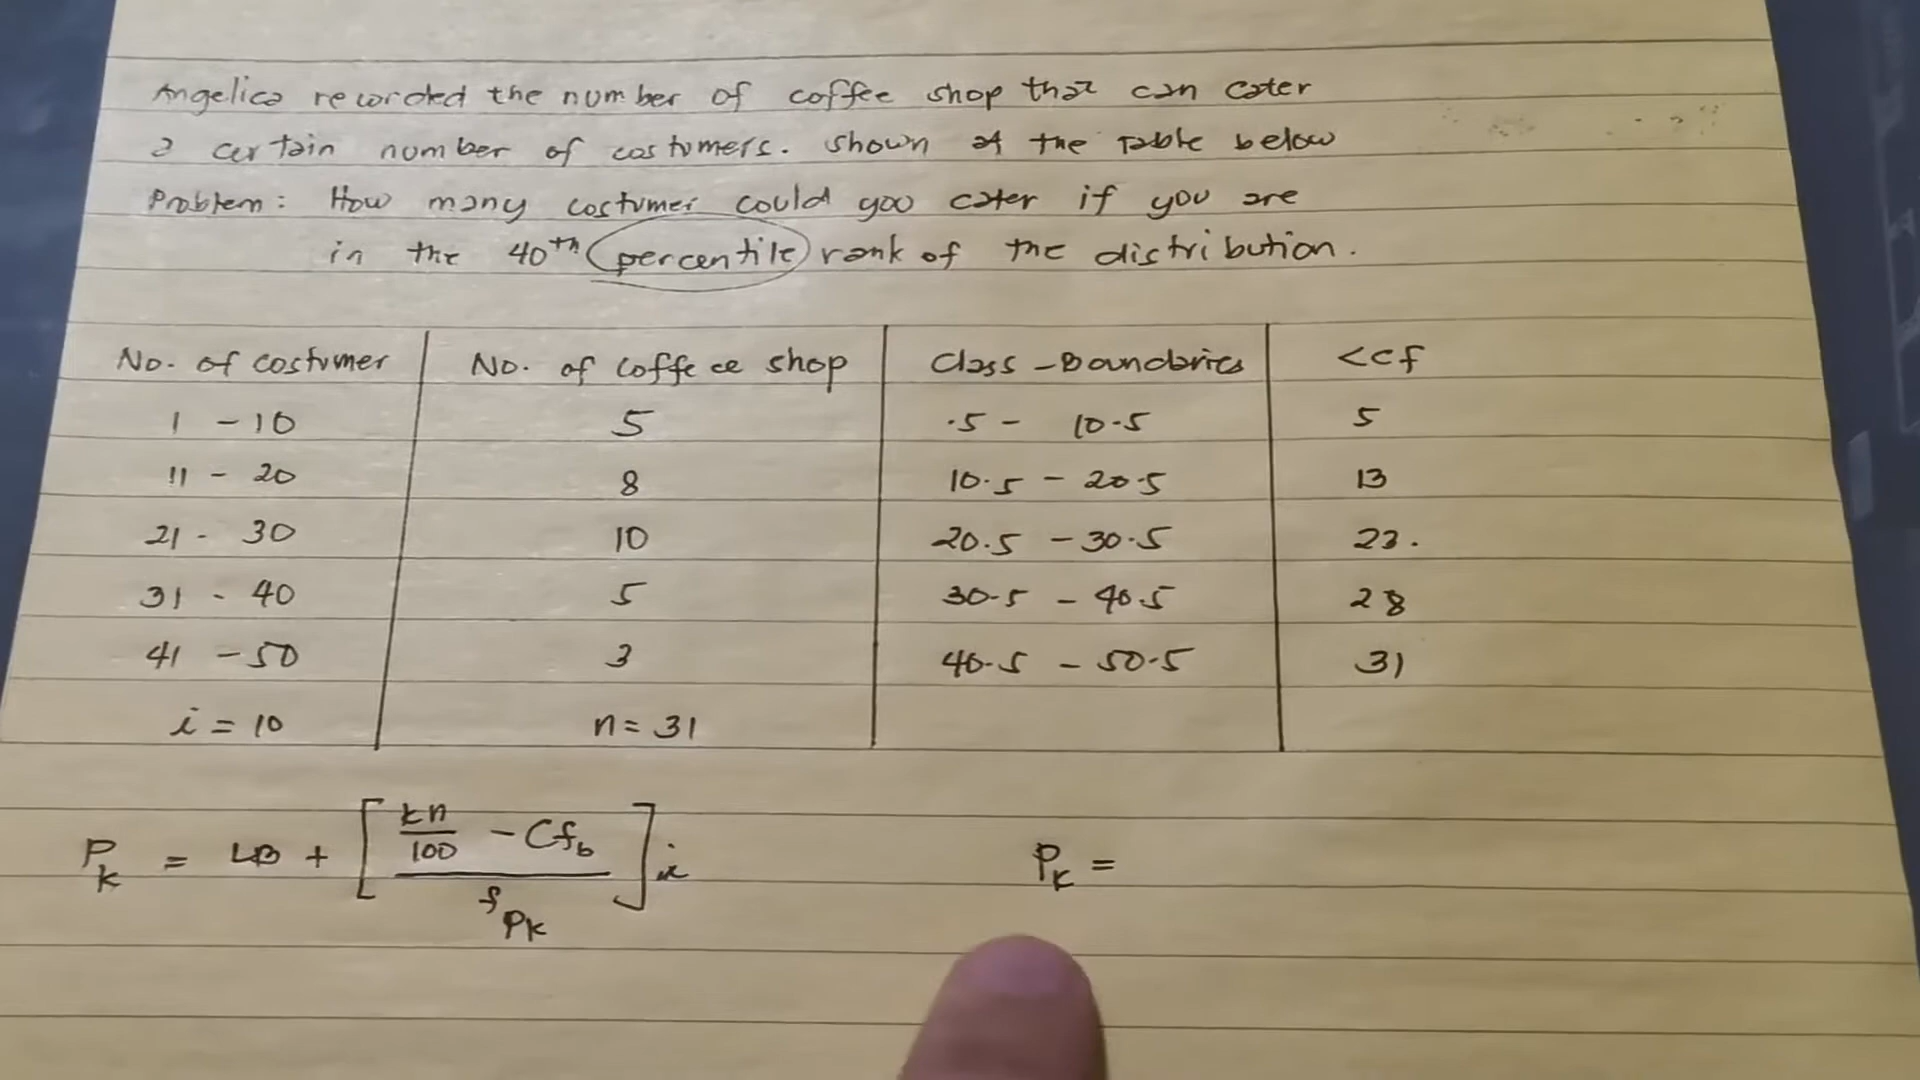 Angelica recorded the number of coffee shop that can cater
a certain number of costumers. shown at the Table below
Problem: How many costumer could you cater if you are
in the 40th percentile rank of the distribution.
No. of costumer No. of coffece shop Class-Boundaries <cf
1 - 10 5 .5 - 10.5 5
11 - 20 8 10.5 - 20.5 13
21 - 30 10 20.5 - 30.5 23.
31 - 40 5 30.5 - 40.5 28
41 - 50 3 40.5 - 50.5 31
i = 10 n = 31
Pk = LB + [ kn/100 - Cfb / fPk ] i Pk =